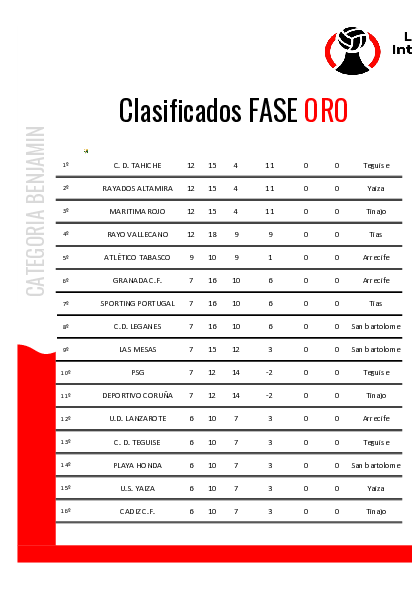 L
Int
Clasificados FASE ORO
CATEGORIA BENJAMIN
1º C. D. TAHICHE 12 15 4 11 0 0 Teguise
2º RAYADOS ALTAMIRA 12 15 4 11 0 0 Yaiza
3º MARITIMA ROJO 12 15 4 11 0 0 Tinajo
4º RAYO VALLECANO 12 18 9 9 0 0 Tias
5º ATLÉTICO TABASCO 9 10 9 1 0 0 Arrecife
6º GRANADA C.F. 7 16 10 6 0 0 Arrecife
7º SPORTING PORTUGAL 7 16 10 6 0 0 Tias
8º C.D. LEGANES 7 16 10 6 0 0 San bartolome
9º LAS MESAS 7 15 12 3 0 0 San bartolome
10º PSG 7 12 14 -2 0 0 Teguise
11º DEPORTIVO CORUÑA 7 12 14 -2 0 0 Tinajo
12º U.D. LANZAROTE 6 10 7 3 0 0 Arrecife
13º C. D. TEGUISE 6 10 7 3 0 0 Teguise
14º PLAYA HONDA 6 10 7 3 0 0 San bartolome
15º U.S. YAIZA 6 10 7 3 0 0 Yaiza
16º CADIZ C.F. 6 10 7 3 0 0 Tinajo